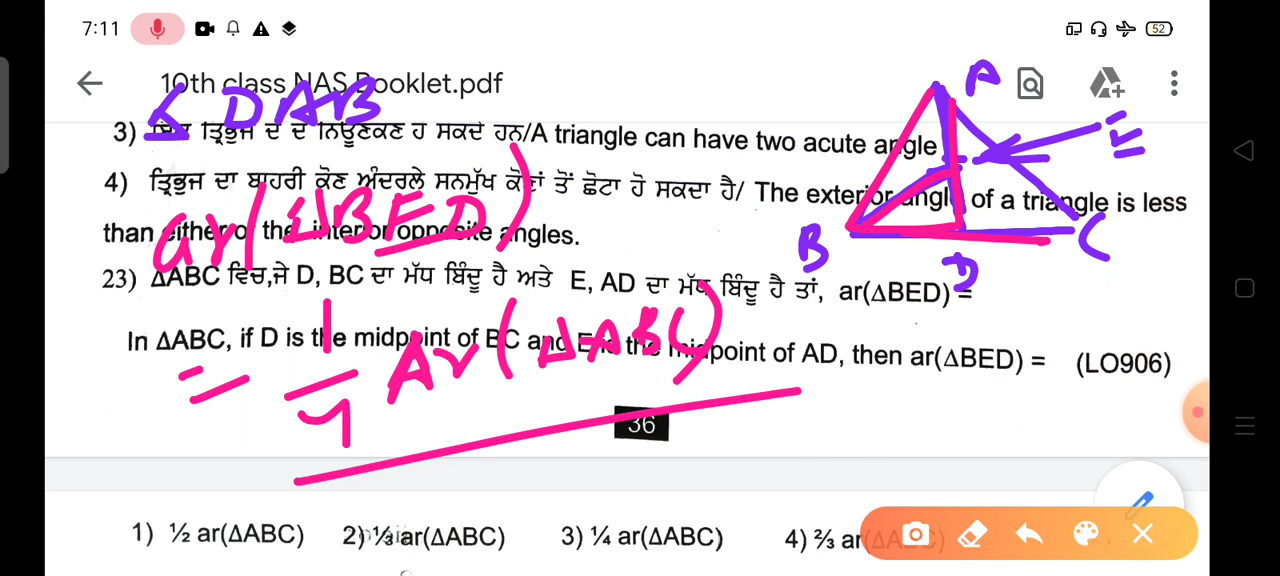 7:11
52
10th class NAS Booklet.pdf
Δ DAB
A
E
3) ਇੱਕ ਤ੍ਰਿਭੁਜ ਦੇ ਦੋ ਨਿਊਣਕੋਣ ਹੋ ਸਕਦੇ ਹਨ/A triangle can have two acute angle
4) ਤ੍ਰਿਭੁਜ ਦਾ ਬਾਹਰੀ ਕੋਣ ਅੰਦਰਲੇ ਸਨਮੁੱਖ ਕੋਣਾਂ ਤੋਂ ਛੋਟਾ ਹੋ ਸਕਦਾ ਹੈ/ The exterior angle of a triangle is less
than either of the interior opposite angles.
ar(ΔBED)
B
D
C
23) ΔABC ਵਿਚ,ਜੇ D, BC ਦਾ ਮੱਧ ਬਿੰਦੂ ਹੈ ਅਤੇ E, AD ਦਾ ਮੱਧ ਬਿੰਦੂ ਹੈ ਤਾਂ, ar(ΔBED) =
In ΔABC, if D is the midpoint of BC and E is the midpoint of AD, then ar(ΔBED) = (LO906)
= 1/4 Ar(ΔABC)
36
1) ½ ar(ΔABC) 2) ⅓ ar(ΔABC) 3) ¼ ar(ΔABC) 4) ⅔ ar(ΔABC)